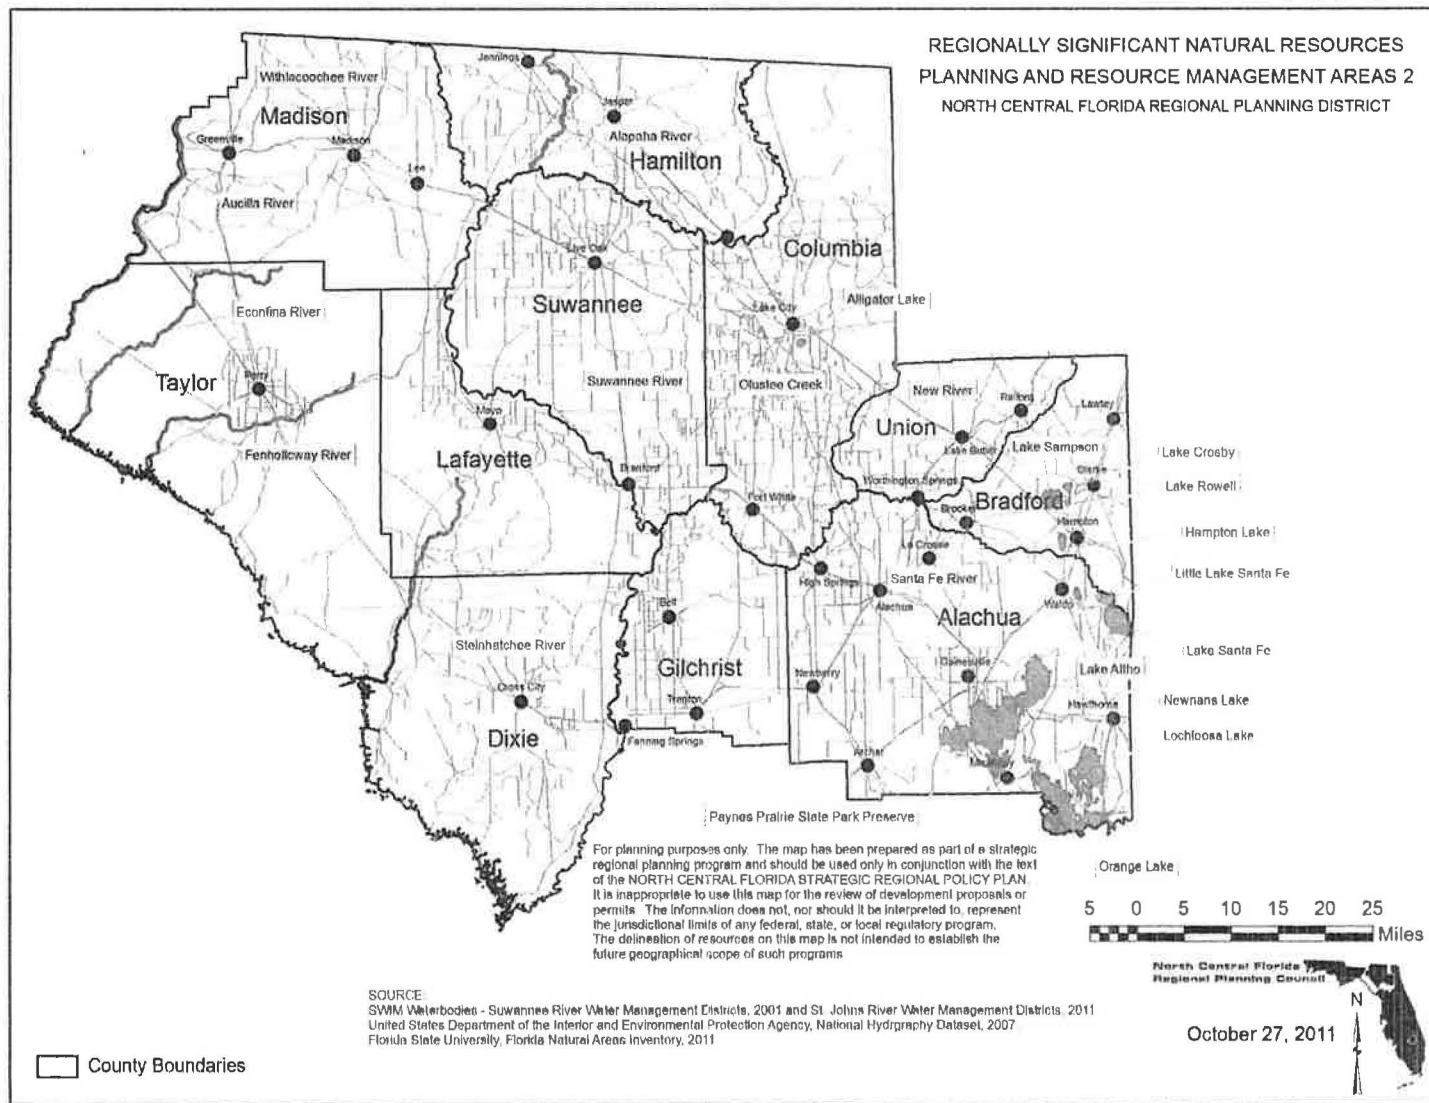 REGIONALLY SIGNIFICANT NATURAL RESOURCES
PLANNING AND RESOURCE MANAGEMENT AREAS 2
NORTH CENTRAL FLORIDA REGIONAL PLANNING DISTRICT
Jennings
Withlacoochee River
Madison
Jasper
Alapaha River
Hamilton
Greenville
Madison
Lee
Aucilla River
Columbia
Live Oak
Suwannee
Lake City
Alligator Lake
Econfina River
Taylor
Perry
Suwannee River
Olustee Creek
New River
Raiford
Lawtey
Mayo
Union
Lake Butler
Lake Sampson
Lake Crosby
Fenholloway River
Lafayette
Branford
Worthington Springs
Starke
Lake Rowell
Fort White
Brooker
Bradford
Hampton
Hampton Lake
La Crosse
High Springs
Santa Fe River
Little Lake Santa Fe
Bell
Alachua
Alachua
Waldo
Steinhatchee River
Gilchrist
Newberry
Gainesville
Lake Altho
Lake Santa Fe
Cross City
Trenton
Hawthorne
Newnans Lake
Dixie
Fanning Springs
Archer
Lochloosa Lake
Paynes Prairie State Park Preserve
For planning purposes only. The map has been prepared as part of a strategic
regional planning program and should be used only in conjunction with the text
of the NORTH CENTRAL FLORIDA STRATEGIC REGIONAL POLICY PLAN.
It is inappropriate to use this map for the review of development proposals or
permits. The information does not, nor should it be interpreted to, represent
the jurisdictional limits of any federal, state, or local regulatory program.
The delineation of resources on this map is not intended to establish the
future geographical scope of such programs
Orange Lake
5 0 5 10 15 20 25
Miles
North Central Florida
Regional Planning Council
N
October 27, 2011
SOURCE:
SWIM Waterbodies - Suwannee River Water Management Districts, 2001 and St. Johns River Water Management Districts, 2011
United States Department of the Interior and Environmental Protection Agency, National Hydrgraphy Dataset, 2007
Florida State University, Florida Natural Areas Inventory, 2011
County Boundaries